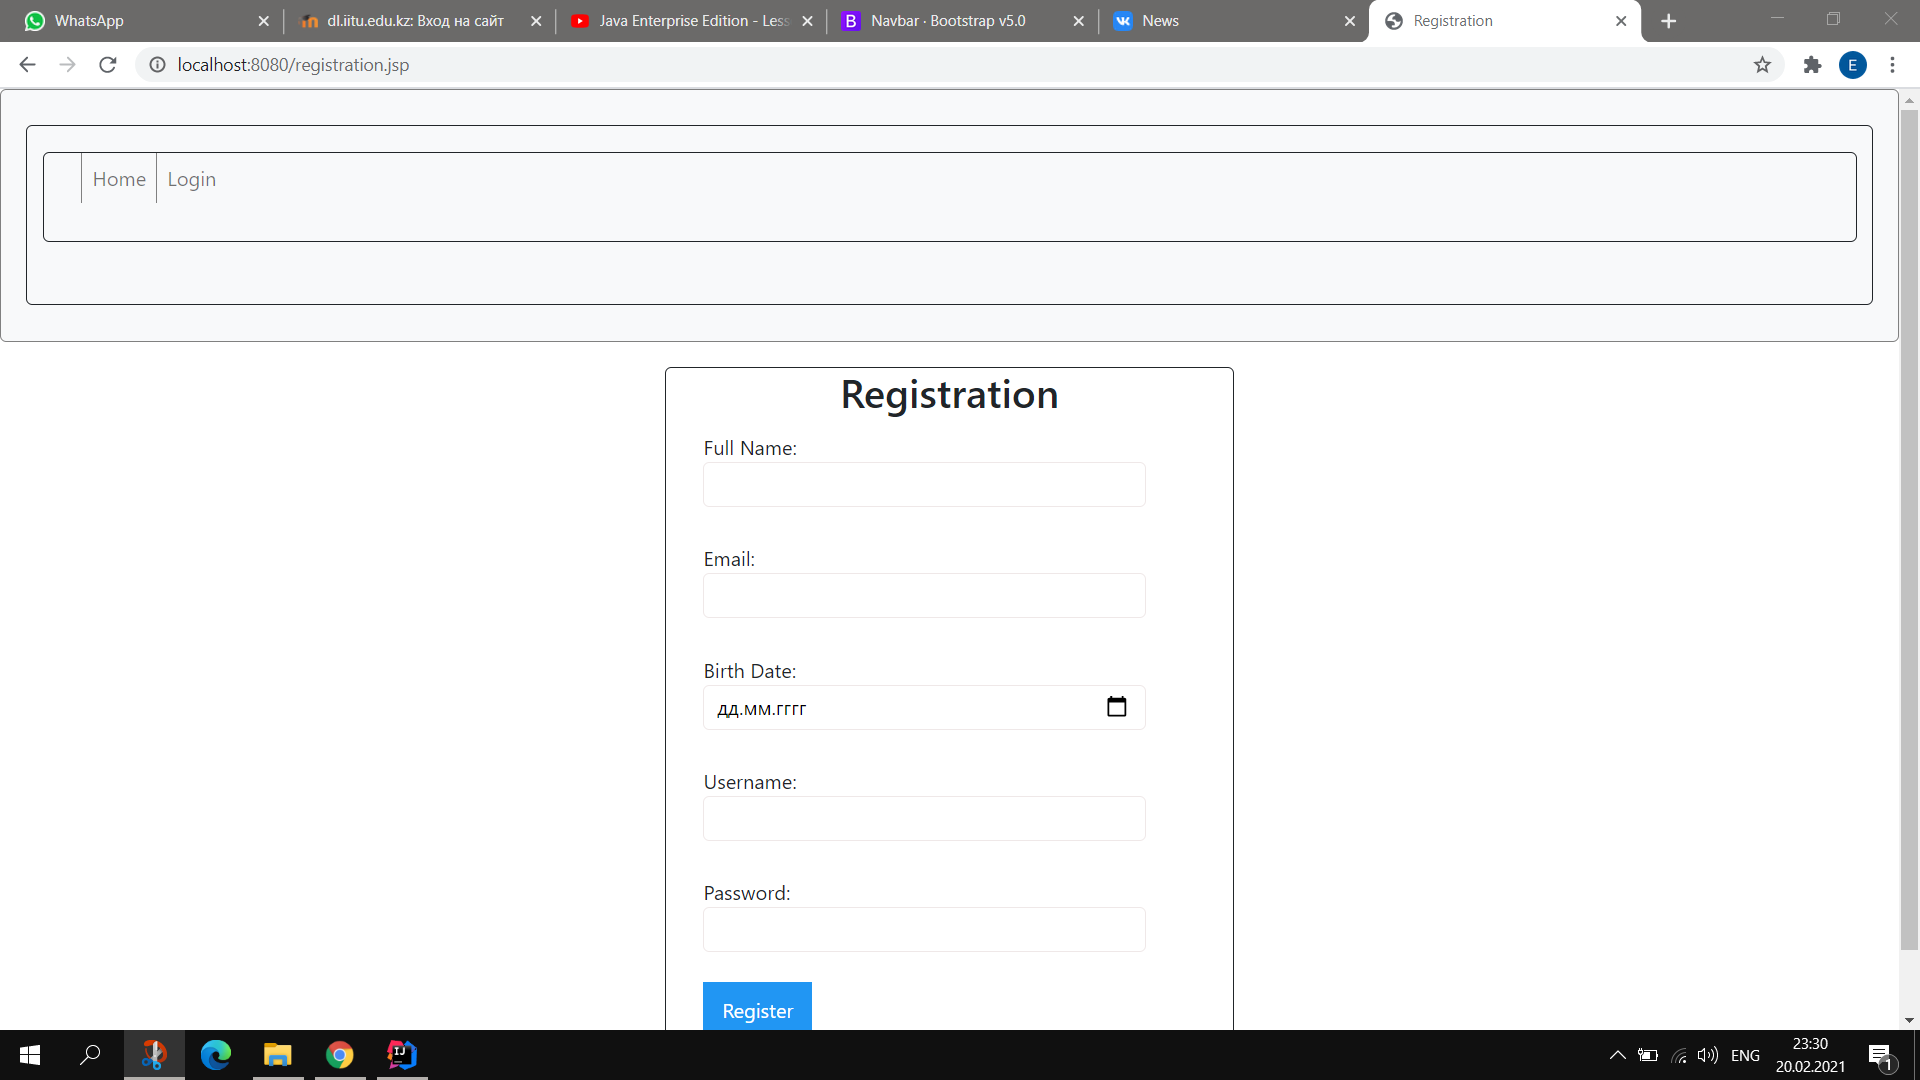 WhatsApp
dl.iitu.edu.kz: Вход на сайт
Java Enterprise Edition - Less
Navbar · Bootstrap v5.0
News
Registration
localhost:8080/registration.jsp
E
Home
Login
Registration
Full Name:
Email:
Birth Date:
дд.мм.гггг
Username:
Password:
Register
ENG
23:30
20.02.2021
1